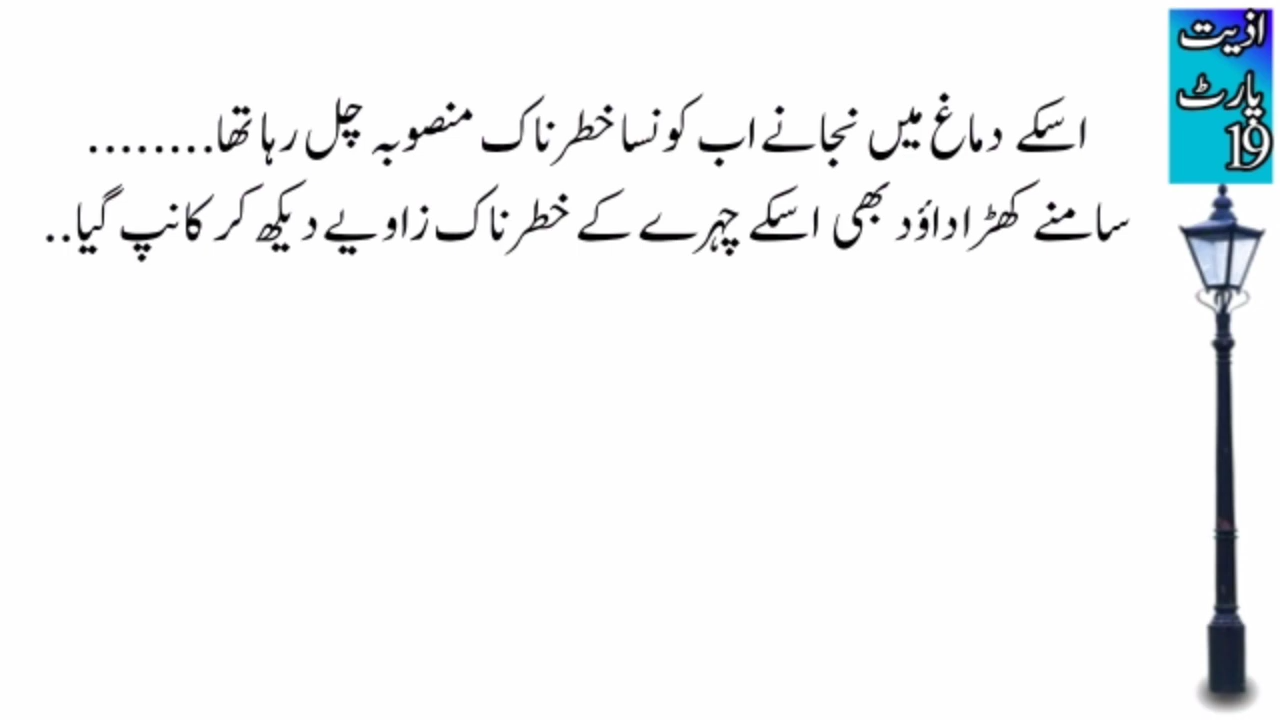 اذیت
پارٹ
19
اسکے دماغ میں نجانے اب کونسا خطرناک منصوبہ چل رہا تھا........
سامنے کھڑا داؤد بھی اسکے چہرے کے خطرناک زاویے دیکھ کر کانپ گیا..